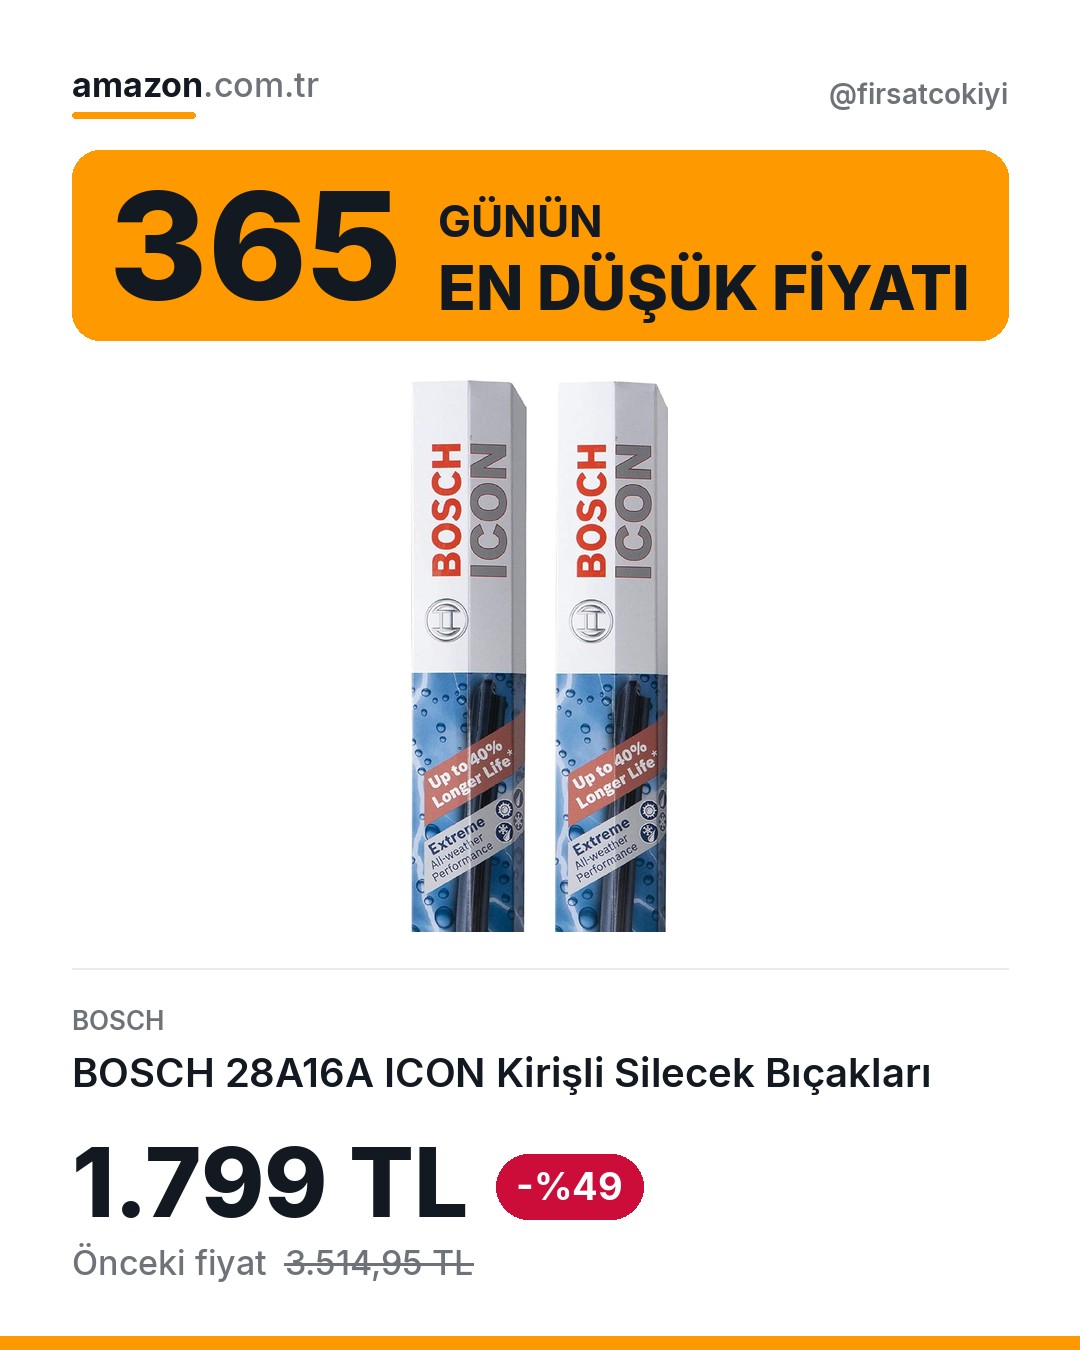 amazon.com.tr
@firsatcokiyi
365 GÜNÜN
EN DÜŞÜK FİYATI
BOSCH
ICON
Up to 40%
Longer Life*
Extreme
All-weather
Performance
BOSCH
ICON
Up to 40%
Longer Life*
Extreme
All-weather
Performance
BOSCH
BOSCH 28A16A ICON Kirişli Silecek Bıçakları
1.799 TL -%49
Önceki fiyat 3.514,95 TL